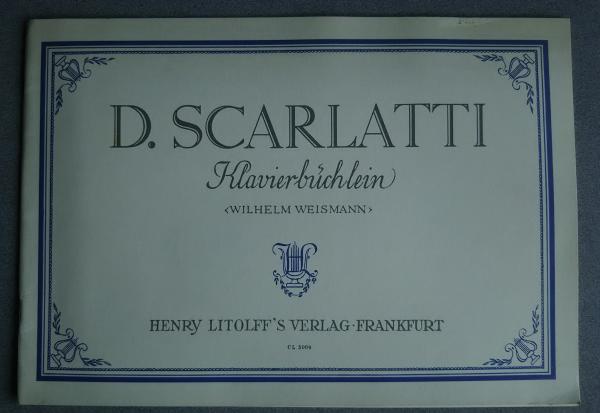 D. SCARLATTI
Klavierbüchlein
<WILHELM WEISMANN>
HENRY LITOLFF'S VERLAG · FRANKFURT